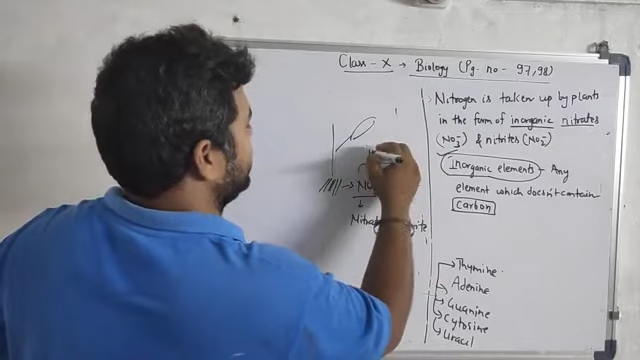 Class - X → Biology (Pg. no - 97,98)
Nitrogen is taken up by plants
in the form of inorganic nitrates
(NO₃⁻) & nitrites (NO₂⁻)
Inorganic elements - Any
element which doesn't contain
carbon
Thymine
Adenine
Guanine
Cytosine
Uracil